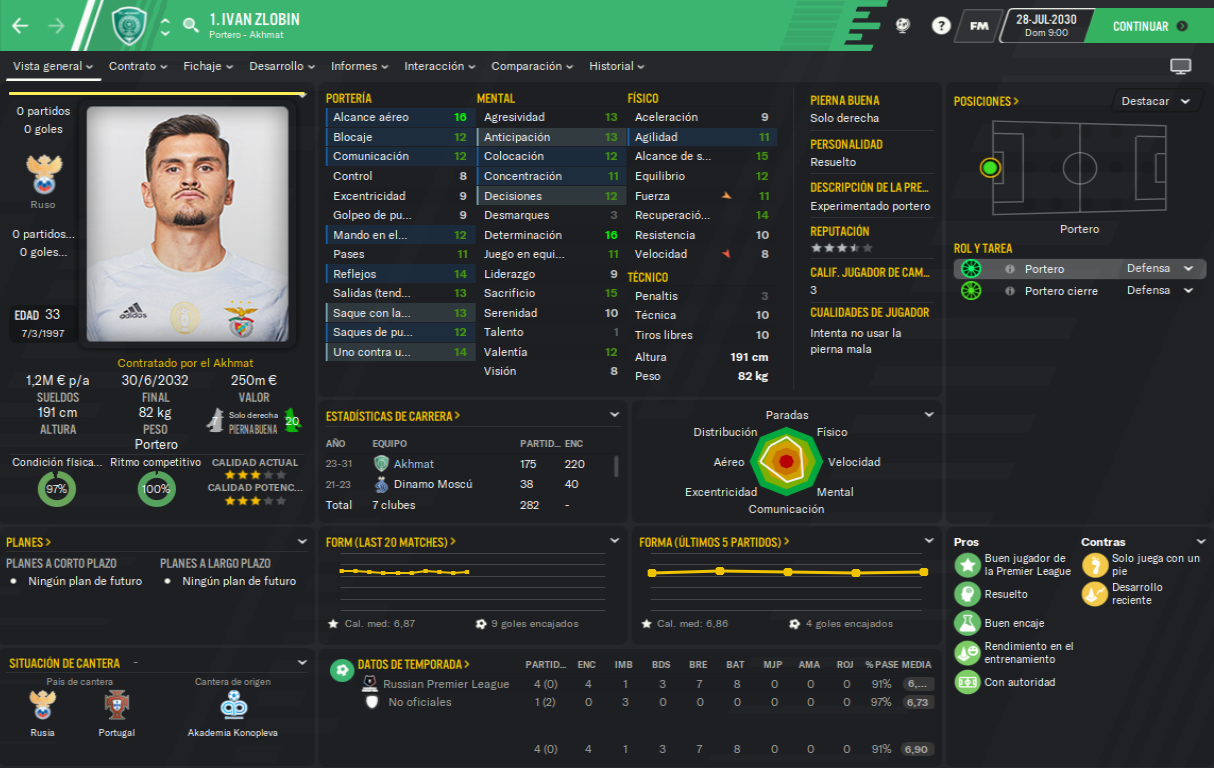 1. IVAN ZLOBIN
Portero - Akhmat
FM
28-JUL-2030
Dom 9:00
CONTINUAR
Vista general
Contrato
Fichaje
Desarrollo
Informes
Interacción
Comparación
Historial
0 partidos
0 goles
Ruso
0 partidos...
0 goles...
EDAD 33
7/3/1997
adidas
Contratado por el Akhmat
1,2M € p/a
SUELDOS
30/6/2032
FINAL
250m €
VALOR
191 cm
ALTURA
82 kg
PESO
7
Solo derecha
PIERNA BUENA
20
Portero
Condición física...
97%
Ritmo competitivo
100%
CALIDAD ACTUAL
CALIDAD POTENC...
PORTERÍA
Alcance aéreo 16
Blocaje 12
Comunicación 12
Control 8
Excentricidad 9
Golpeo de pu... 9
Mando en el... 12
Pases 11
Reflejos 14
Salidas (tend... 13
Saque con la... 13
Saques de pu... 12
Uno contra u... 14
MENTAL
Agresividad 13
Anticipación 13
Colocación 12
Concentración 11
Decisiones 12
Desmarques 3
Determinación 16
Juego en equi... 11
Liderazgo 9
Sacrificio 15
Serenidad 10
Talento 1
Valentía 12
Visión 8
FÍSICO
Aceleración 9
Agilidad 11
Alcance de s... 15
Equilibrio 12
Fuerza 11
Recuperació... 14
Resistencia 10
Velocidad 8
TÉCNICO
Penaltis 3
Técnica 10
Tiros libres 10
Altura 191 cm
Peso 82 kg
PIERNA BUENA
Solo derecha
PERSONALIDAD
Resuelto
DESCRIPCIÓN DE LA PRE...
Experimentado portero
REPUTACIÓN
CALIF. JUGADOR DE CAM...
3
CUALIDADES DE JUGADOR
Intenta no usar la
pierna mala
POSICIONES >
Destacar
Portero
ROL Y TAREA
Portero Defensa
Portero cierre Defensa
ESTADÍSTICAS DE CARRERA >
AÑO EQUIPO PARTID... ENC
23-31 Akhmat 175 220
21-23 Dinamo Moscú 38 40
Total 7 clubes 282 -
Paradas
Distribución
Físico
Aéreo
Velocidad
Excentricidad
Mental
Comunicación
PLANES >
PLANES A CORTO PLAZO
Ningún plan de futuro
PLANES A LARGO PLAZO
Ningún plan de futuro
FORM (LAST 20 MATCHES) >
Cal. med: 6,87
9 goles encajados
FORMA (ÚLTIMOS 5 PARTIDOS) >
Cal. med: 6,86
4 goles encajados
Pros
Buen jugador de
la Premier League
Resuelto
Buen encaje
Rendimiento en el
entrenamiento
Con autoridad
Contras
Solo juega con un
pie
Desarrollo
reciente
SITUACIÓN DE CANTERA -
País de cantera
Rusia
Portugal
Cantera de origen
Akademia Konopleva
DATOS DE TEMPORADA > PARTID... ENC IMB BDS BRE BAT MJP AMA ROJ % PASE MEDIA
Russian Premier League 4 (0) 4 1 3 7 8 0 0 0 91% 6,...
No oficiales 1 (2) 0 3 0 0 0 0 0 0 97% 6,73
4 (0) 4 1 3 7 8 0 0 0 91% 6,90